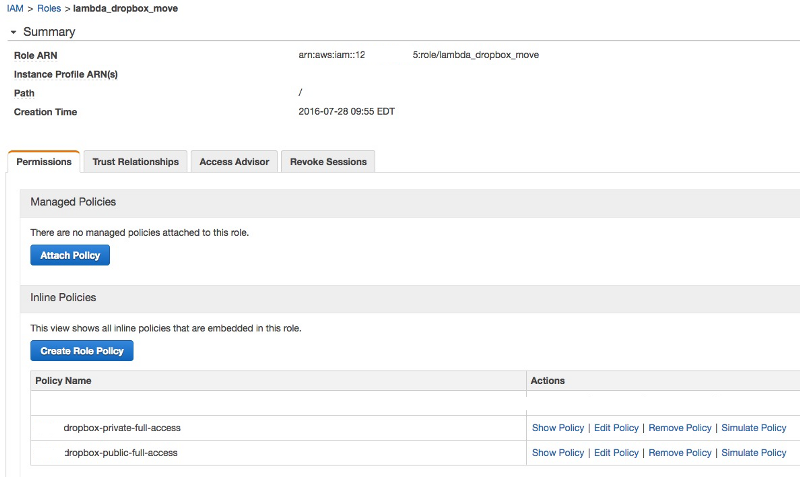 IAM > Roles > lambda_dropbox_move
Summary
Role ARN arn:aws:iam::12 5:role/lambda_dropbox_move
Instance Profile ARN(s)
Path /
Creation Time 2016-07-28 09:55 EDT
Permissions Trust Relationships Access Advisor Revoke Sessions
Managed Policies
There are no managed policies attached to this role.
Attach Policy
Inline Policies
This view shows all inline policies that are embedded in this role.
Create Role Policy
Policy Name Actions
dropbox-private-full-access Show Policy | Edit Policy | Remove Policy | Simulate Policy
dropbox-public-full-access Show Policy | Edit Policy | Remove Policy | Simulate Policy